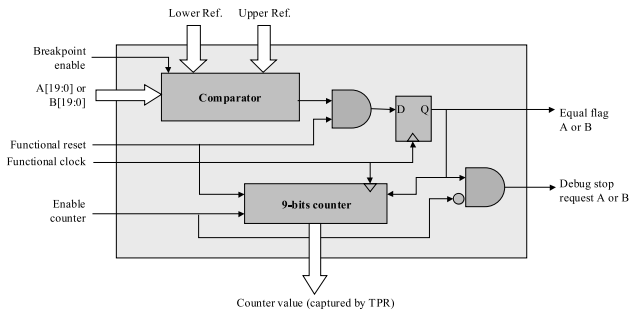 Lower Ref. Upper Ref.
Breakpoint
enable
A[19:0] or
B[19:0]
Comparator
D Q
Equal flag
A or B
Functional reset
Functional clock
9-bits counter
Debug stop
request A or B
Enable
counter
Counter value (captured by TPR)